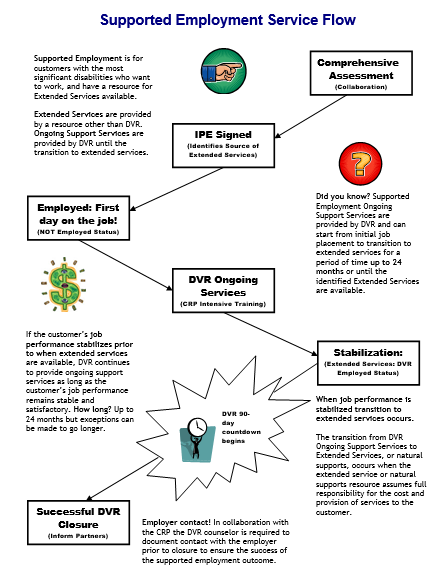 Supported Employment Service Flow
Supported Employment is for
customers with the most
significant disabilities who want
to work, and have a resource for
Extended Services available.
Extended Services are provided
by a resource other than DVR.
Ongoing Support Services are
provided by DVR until the
transition to extended services.
Comprehensive
Assessment
(Collaboration)
IPE Signed
(Identifies Source of
Extended Services)
Employed: First
day on the job!
(NOT Employed Status)
Did you know? Supported
Employment Ongoing
Support Services are
provided by DVR and can
start from initial job
placement to transition to
extended services for a
period of time up to 24
months or until the
identified Extended Services
are available.
DVR Ongoing
Services
(CRP Intensive Training)
If the customer's job
performance stabilizes prior
to when extended services
are available, DVR continues
to provide ongoing support
services as long as the
customer's job performance
remains stable and
satisfactory. How long? Up to
24 months but exceptions can
be made to go longer.
Stabilization:
(Extended Services: DVR
Employed Status)
When job performance is
stabilized transition to
extended services occurs.
The transition from DVR
Ongoing Support Services to
Extended Services, or natural
supports, occurs when the
extended service or natural
supports resource assumes full
responsibility for the cost and
provision of services to the
customer.
DVR 90-
day
countdown
begins
Successful DVR
Closure
(Inform Partners)
Employer contact! In collaboration with
the CRP the DVR counselor is required to
document contact with the employer
prior to closure to ensure the success of
the supported employment outcome.